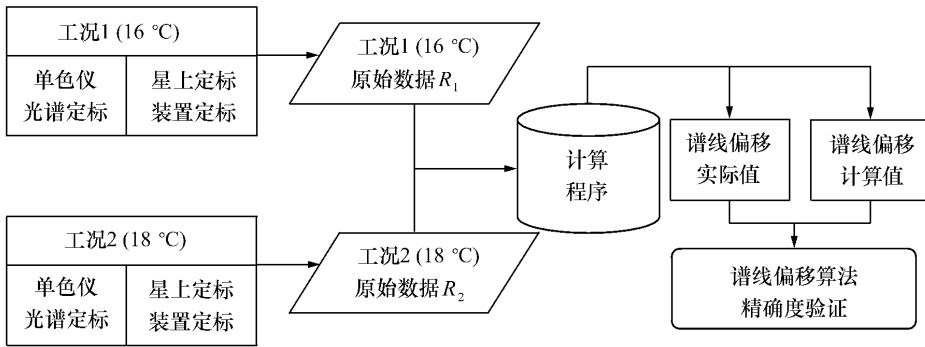 工况1 (16 ℃)
单色仪
光谱定标
星上定标
装置定标
工况1 (16 ℃)
原始数据R₁
工况2 (18 ℃)
单色仪
光谱定标
星上定标
装置定标
工况2 (18 ℃)
原始数据R₂
计算
程序
谱线偏移
实际值
谱线偏移
计算值
谱线偏移算法
精确度验证